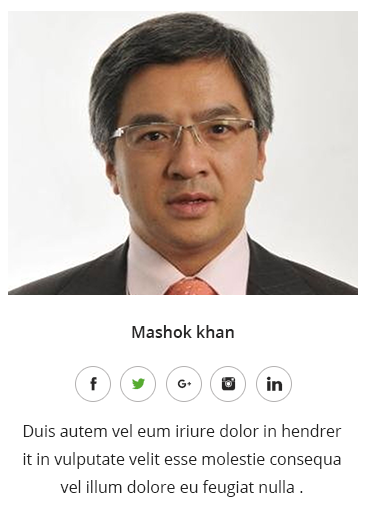 Mashok khan
f G+ in
Duis autem vel eum iriure dolor in hendrer
it in vulputate velit esse molestie consequa
vel illum dolore eu feugiat nulla .